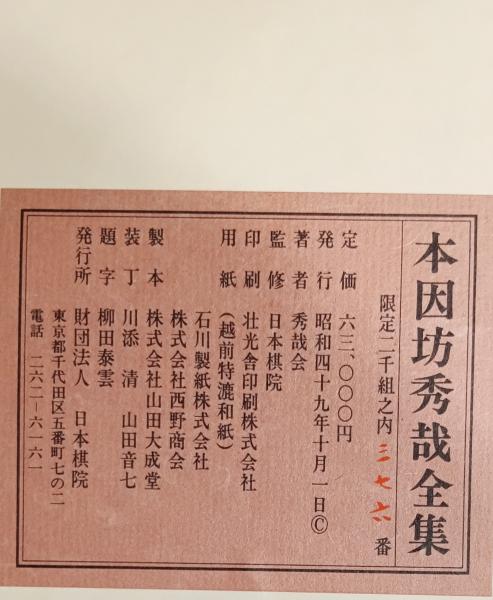 本因坊秀哉全集
限定二千組之内 三七六 番
定価 六三、〇〇〇円
発行 昭和四十九年十月一日©
著者 秀哉会
監修 日本棋院
印刷 壮光舎印刷株式会社
用紙 (越前特漉和紙)
石川製紙株式会社
株式会社西野商会
製本 株式会社山田大成堂
装丁 川添 清 山田音七
題字 柳田泰雲
発行所 財団法人 日本棋院
東京都千代田区五番町七の二
電話 二六二-六一六一